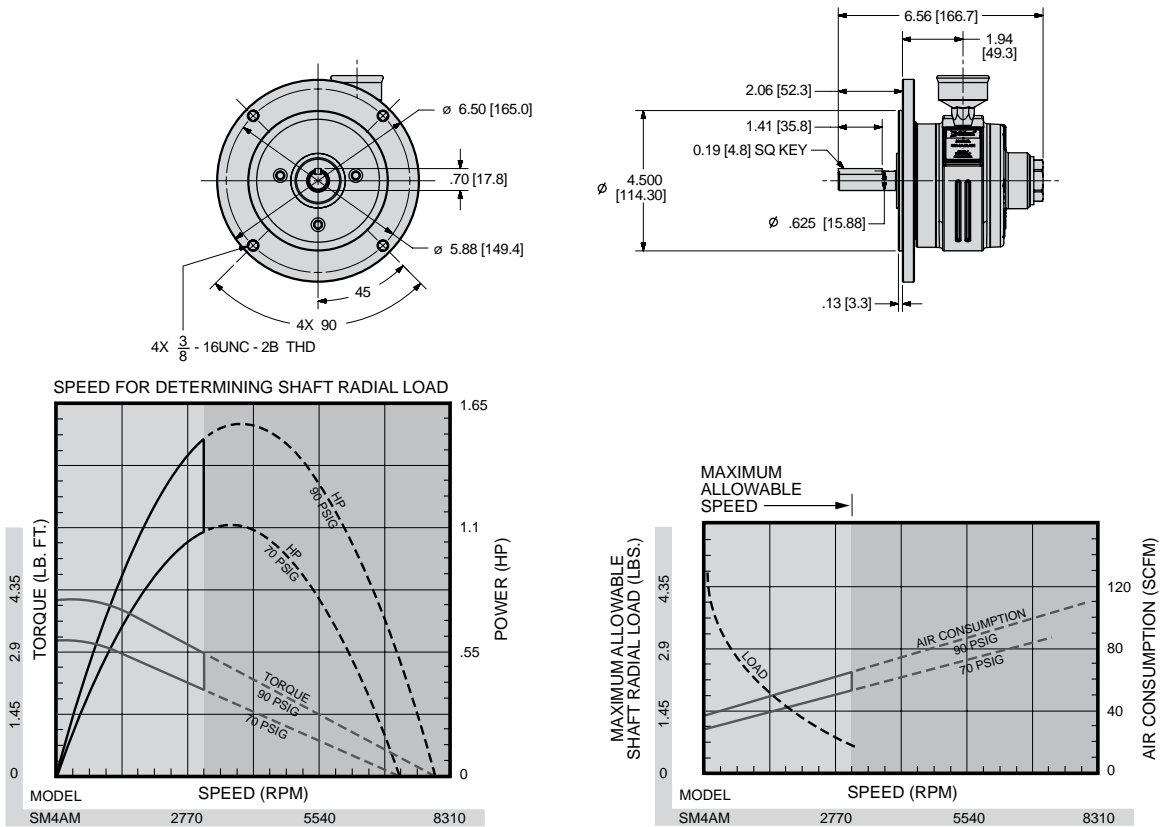 ø 6.50 [165.0]
.70 [17.8]
ø 5.88 [149.4]
45
4X 90
4X 3/8 - 16UNC - 2B THD
6.56 [166.7]
1.94
[49.3]
2.06 [52.3]
1.41 [35.8]
0.19 [4.8] SQ KEY
ø 4.500
[114.30]
ø .625 [15.88]
.13 [3.3]
SPEED FOR DETERMINING SHAFT RADIAL LOAD
1.65
1.1
.55
0
POWER (HP)
TORQUE (LB. FT.)
4.35
2.9
1.45
0
HP
90 PSIG
HP
70 PSIG
TORQUE
90 PSIG
70 PSIG
MODEL
SPEED (RPM)
SM4AM 2770 5540 8310
MAXIMUM
ALLOWABLE
SPEED
MAXIMUM ALLOWABLE
SHAFT RADIAL LOAD (LBS.)
4.35
2.9
1.45
0
LOAD
AIR CONSUMPTION
90 PSIG
70 PSIG
120
80
40
0
AIR CONSUMPTION (SCFM)
MODEL
SPEED (RPM)
SM4AM 2770 5540 8310